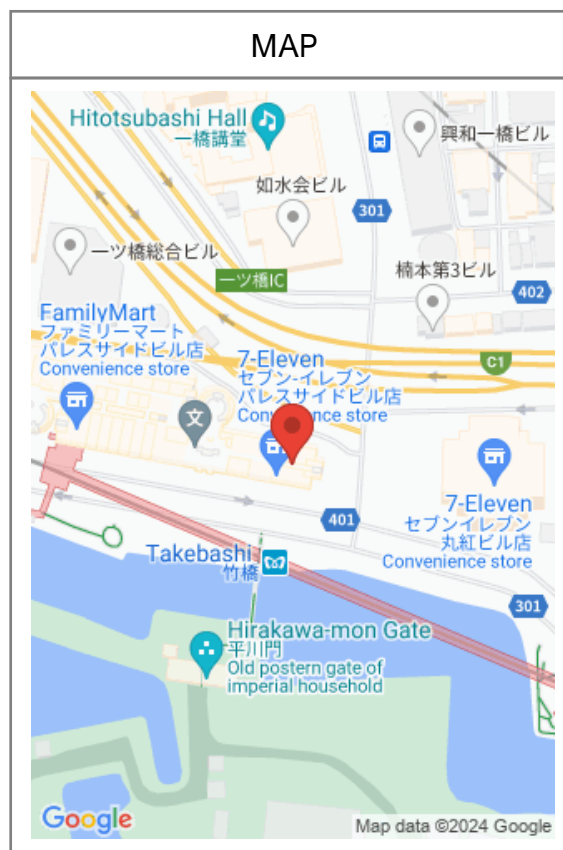 MAP
Hitotsubashi Hall
一橋講堂
興和一橋ビル
如水会ビル
301
一ツ橋総合ビル
一ツ橋IC
楠本第3ビル
402
FamilyMart
ファミリーマート
パレスサイドビル店
Convenience store
7-Eleven
セブン-イレブン
パレスサイドビル店
C1
文
401
7-Eleven
セブンイレブン
丸紅ビル店
Convenience store
Takebashi
竹橋
301
Hirakawa-mon Gate
平川門
Old postern gate of
imperial household
Google
Map data ©2024 Google